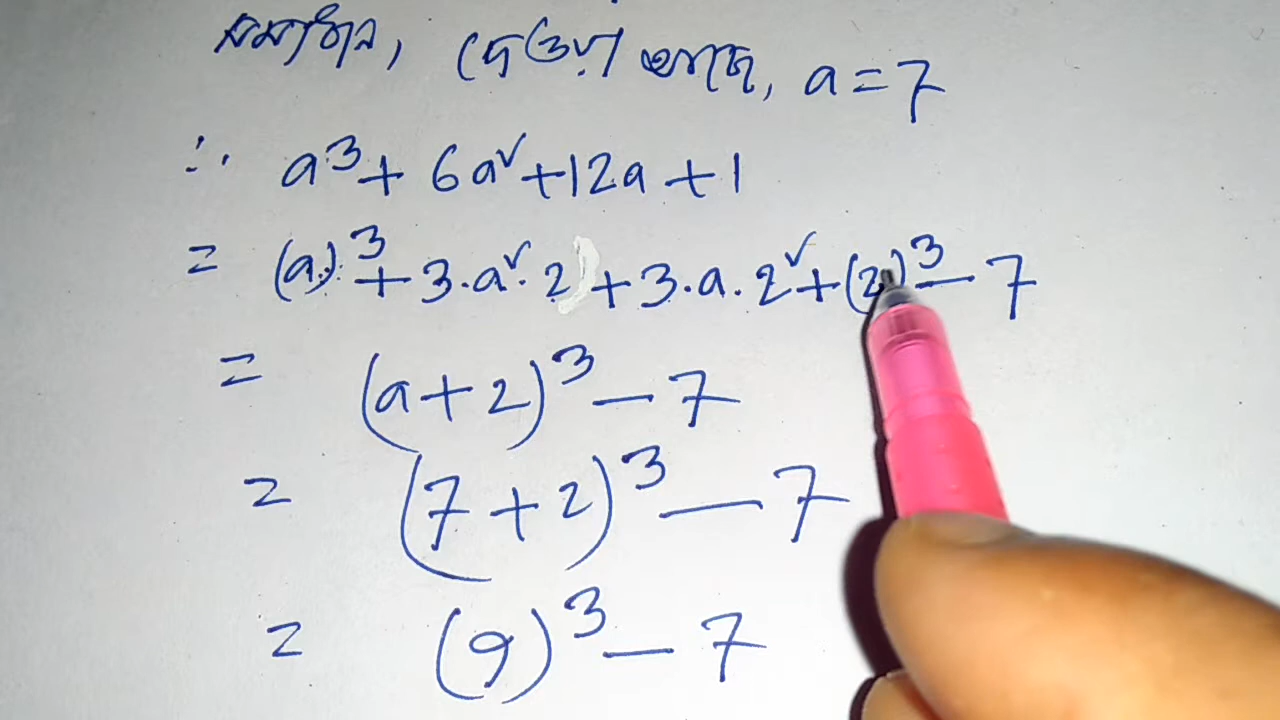 সমাধান, দেওয়া আছে, a = 7
∴ a³ + 6a² + 12a + 1
= (a)³ + 3·a²·2 + 3·a·2² + (2)³ − 7
= (a + 2)³ − 7
= (7 + 2)³ − 7
= (9)³ − 7